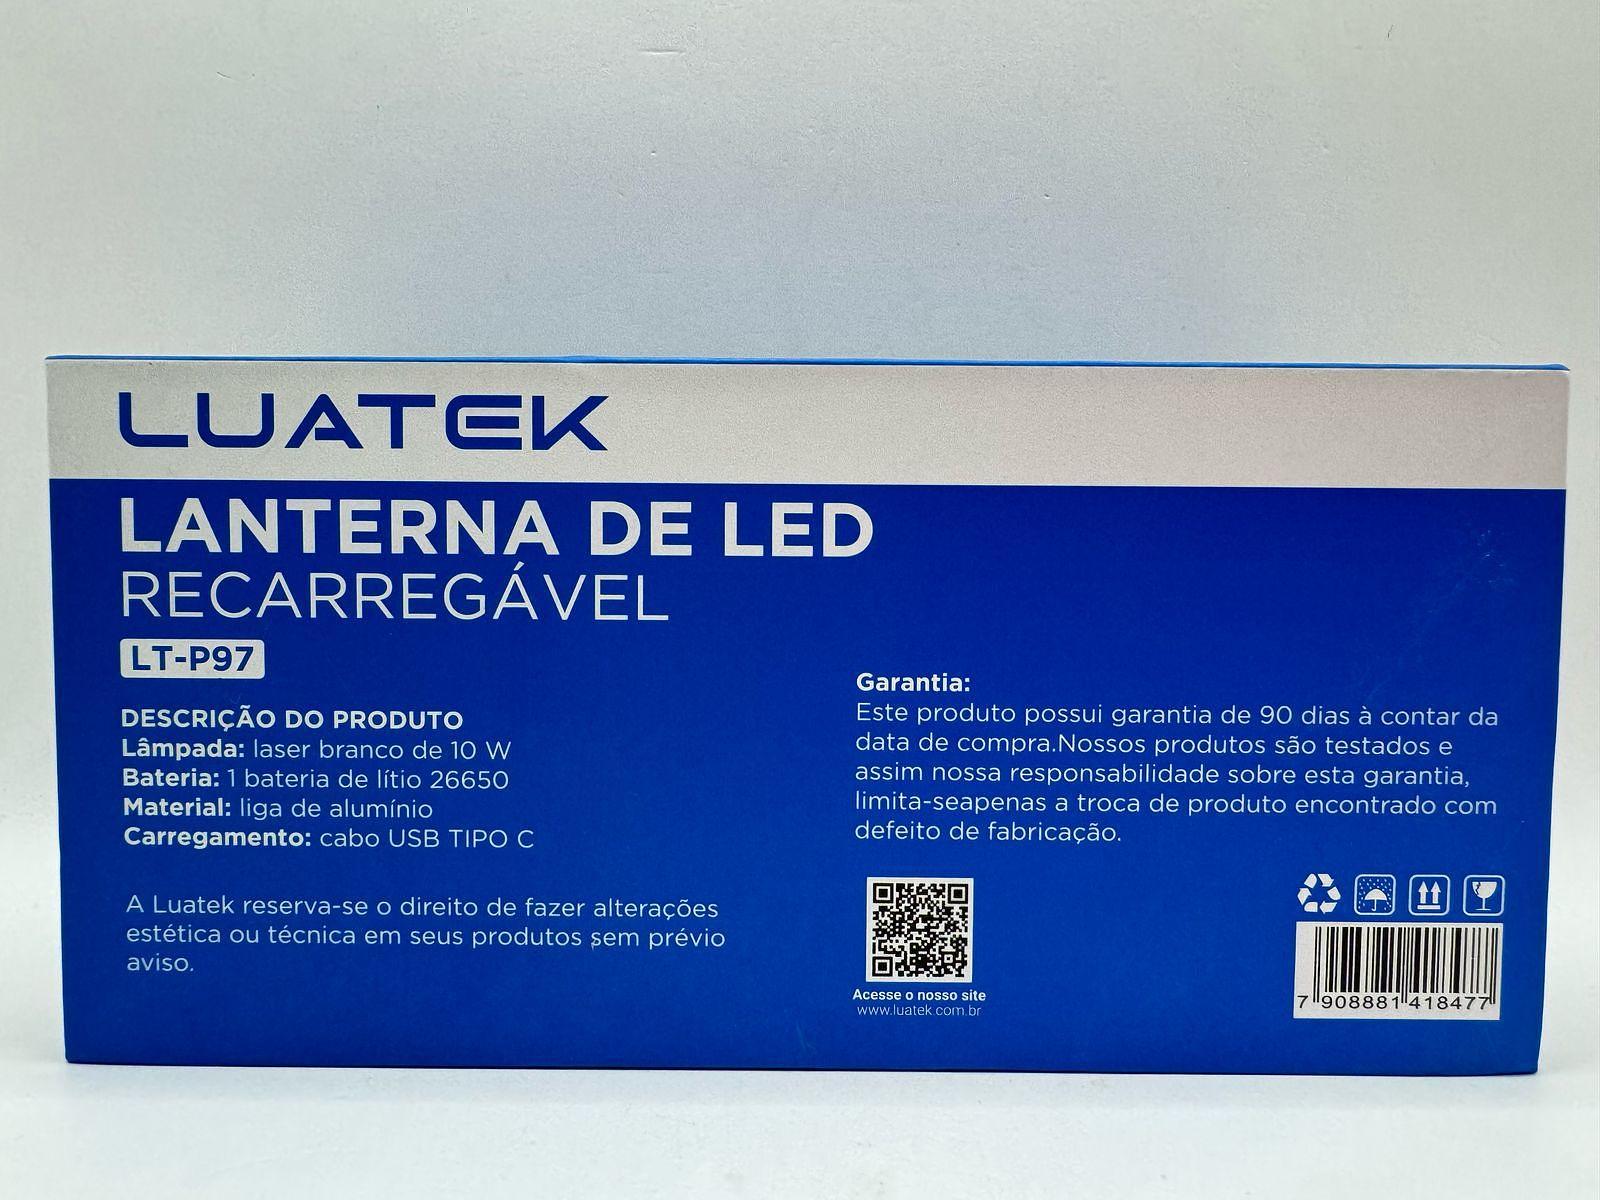 LUATEK
LANTERNA DE LED
RECARREGÁVEL
LT-P97
DESCRIÇÃO DO PRODUTO
Lâmpada: laser branco de 10 W
Bateria: 1 bateria de lítio 26650
Material: liga de alumínio
Carregamento: cabo USB TIPO C
A Luatek reserva-se o direito de fazer alterações
estética ou técnica em seus produtos sem prévio
aviso.
Garantia:
Este produto possui garantia de 90 dias à contar da
data de compra.Nossos produtos são testados e
assim nossa responsabilidade sobre esta garantia,
limita-seapenas a troca de produto encontrado com
defeito de fabricação.
Acesse o nosso site
www.luatek.com.br
7 908881 418477